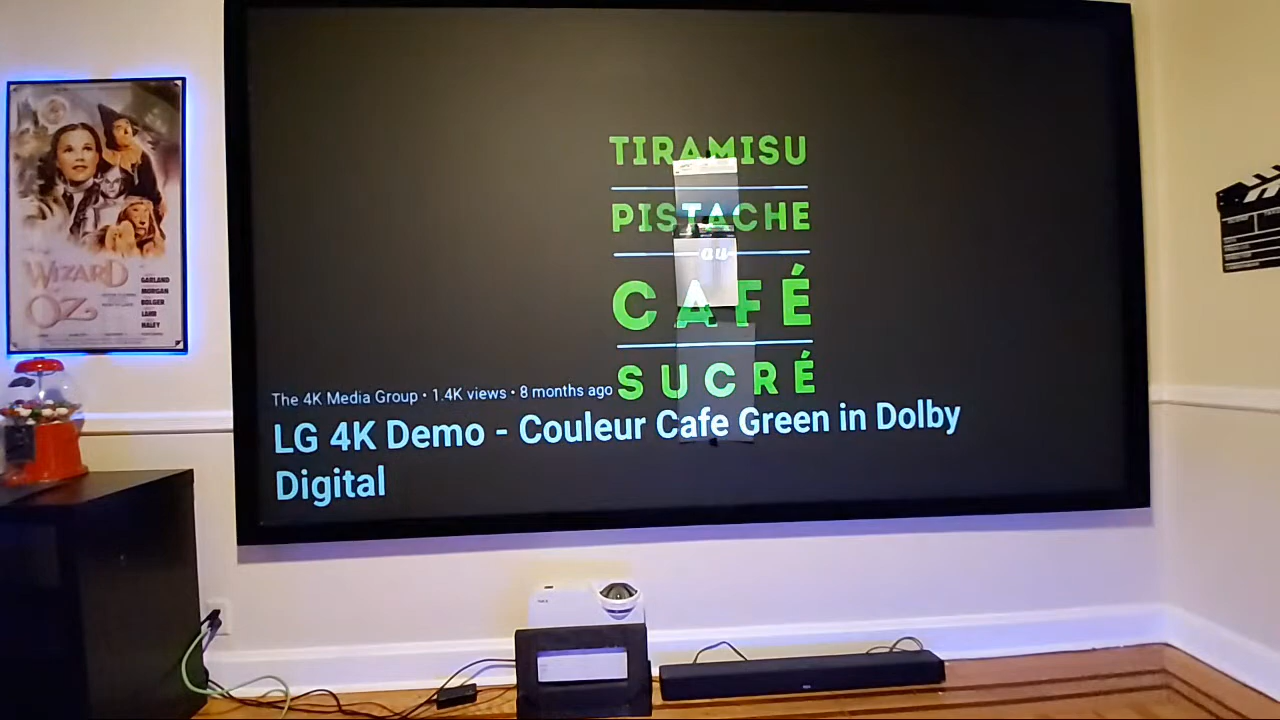 TIRAMISU
PISTACHE
au
CAFÉ
SUCRÉ
The 4K Media Group • 1.4K views • 8 months ago
LG 4K Demo - Couleur Cafe Green in Dolby
Digital
WIZARD
OZ
GARLAND
MORGAN
BOLGER
LAHR
HALEY